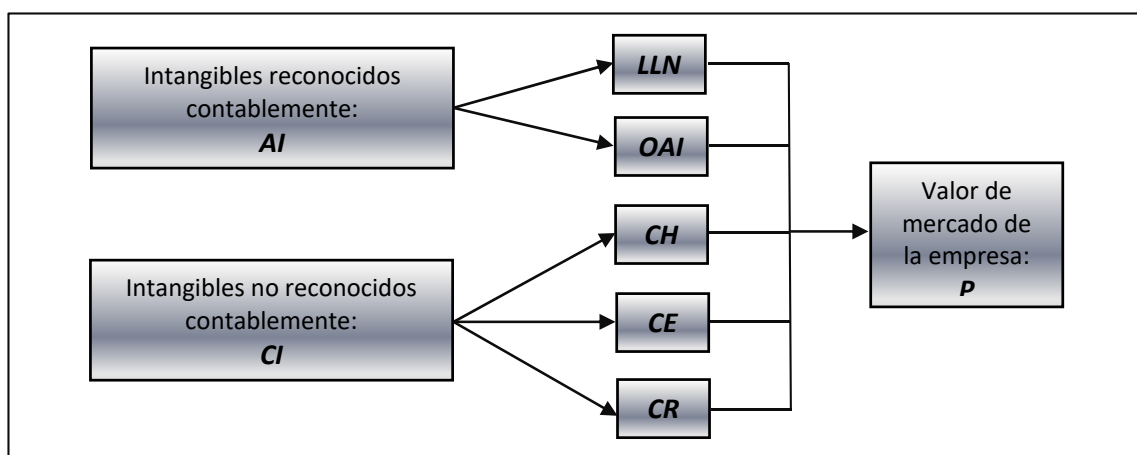 Intangibles reconocidos
contablemente:
AI
LLN
OAI
CH
Intangibles no reconocidos
contablemente:
CI
CE
CR
Valor de
mercado de
la empresa:
P